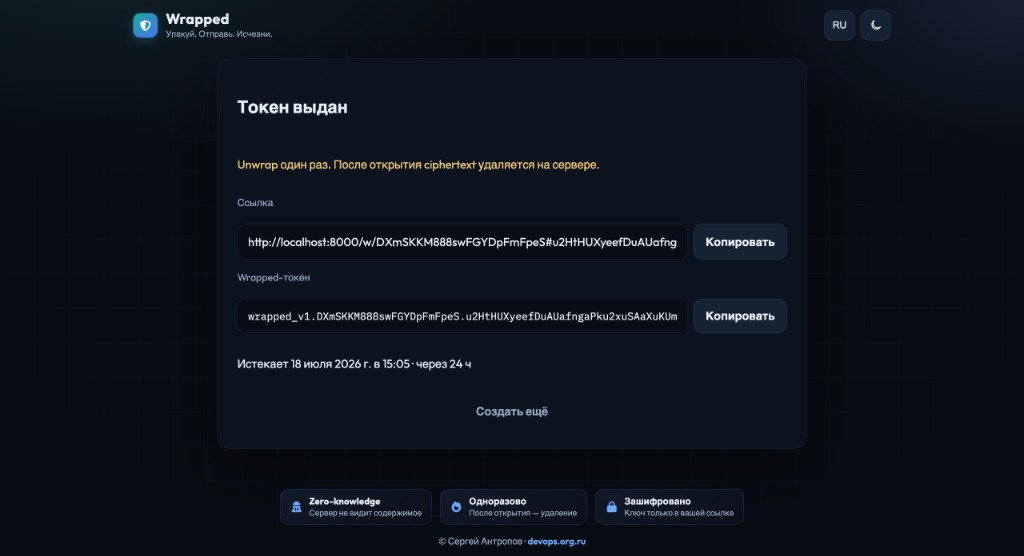 Wrapped
Упакуй. Отправь. Исчезни.
RU
Токен выдан
Unwrap один раз. После открытия ciphertext удаляется на сервере.
Ссылка
http://localhost:8000/w/DXmSKKM888swFGYDpFmFpeS#u2HtHUXyeefDuAUafng
Копировать
Wrapped-токен
wrapped_v1.DXmSKKM888swFGYDpFmFpeS.u2HtHUXyeefDuAUafngaPku2xuSAaXuKUm
Копировать
Истекает 18 июля 2026 г. в 15:05 · через 24 ч
Создать ещё
Zero-knowledge
Сервер не видит содержимое
Одноразово
После открытия — удаление
Зашифровано
Ключ только в вашей ссылке
© Сергей Антропов · devops.org.ru